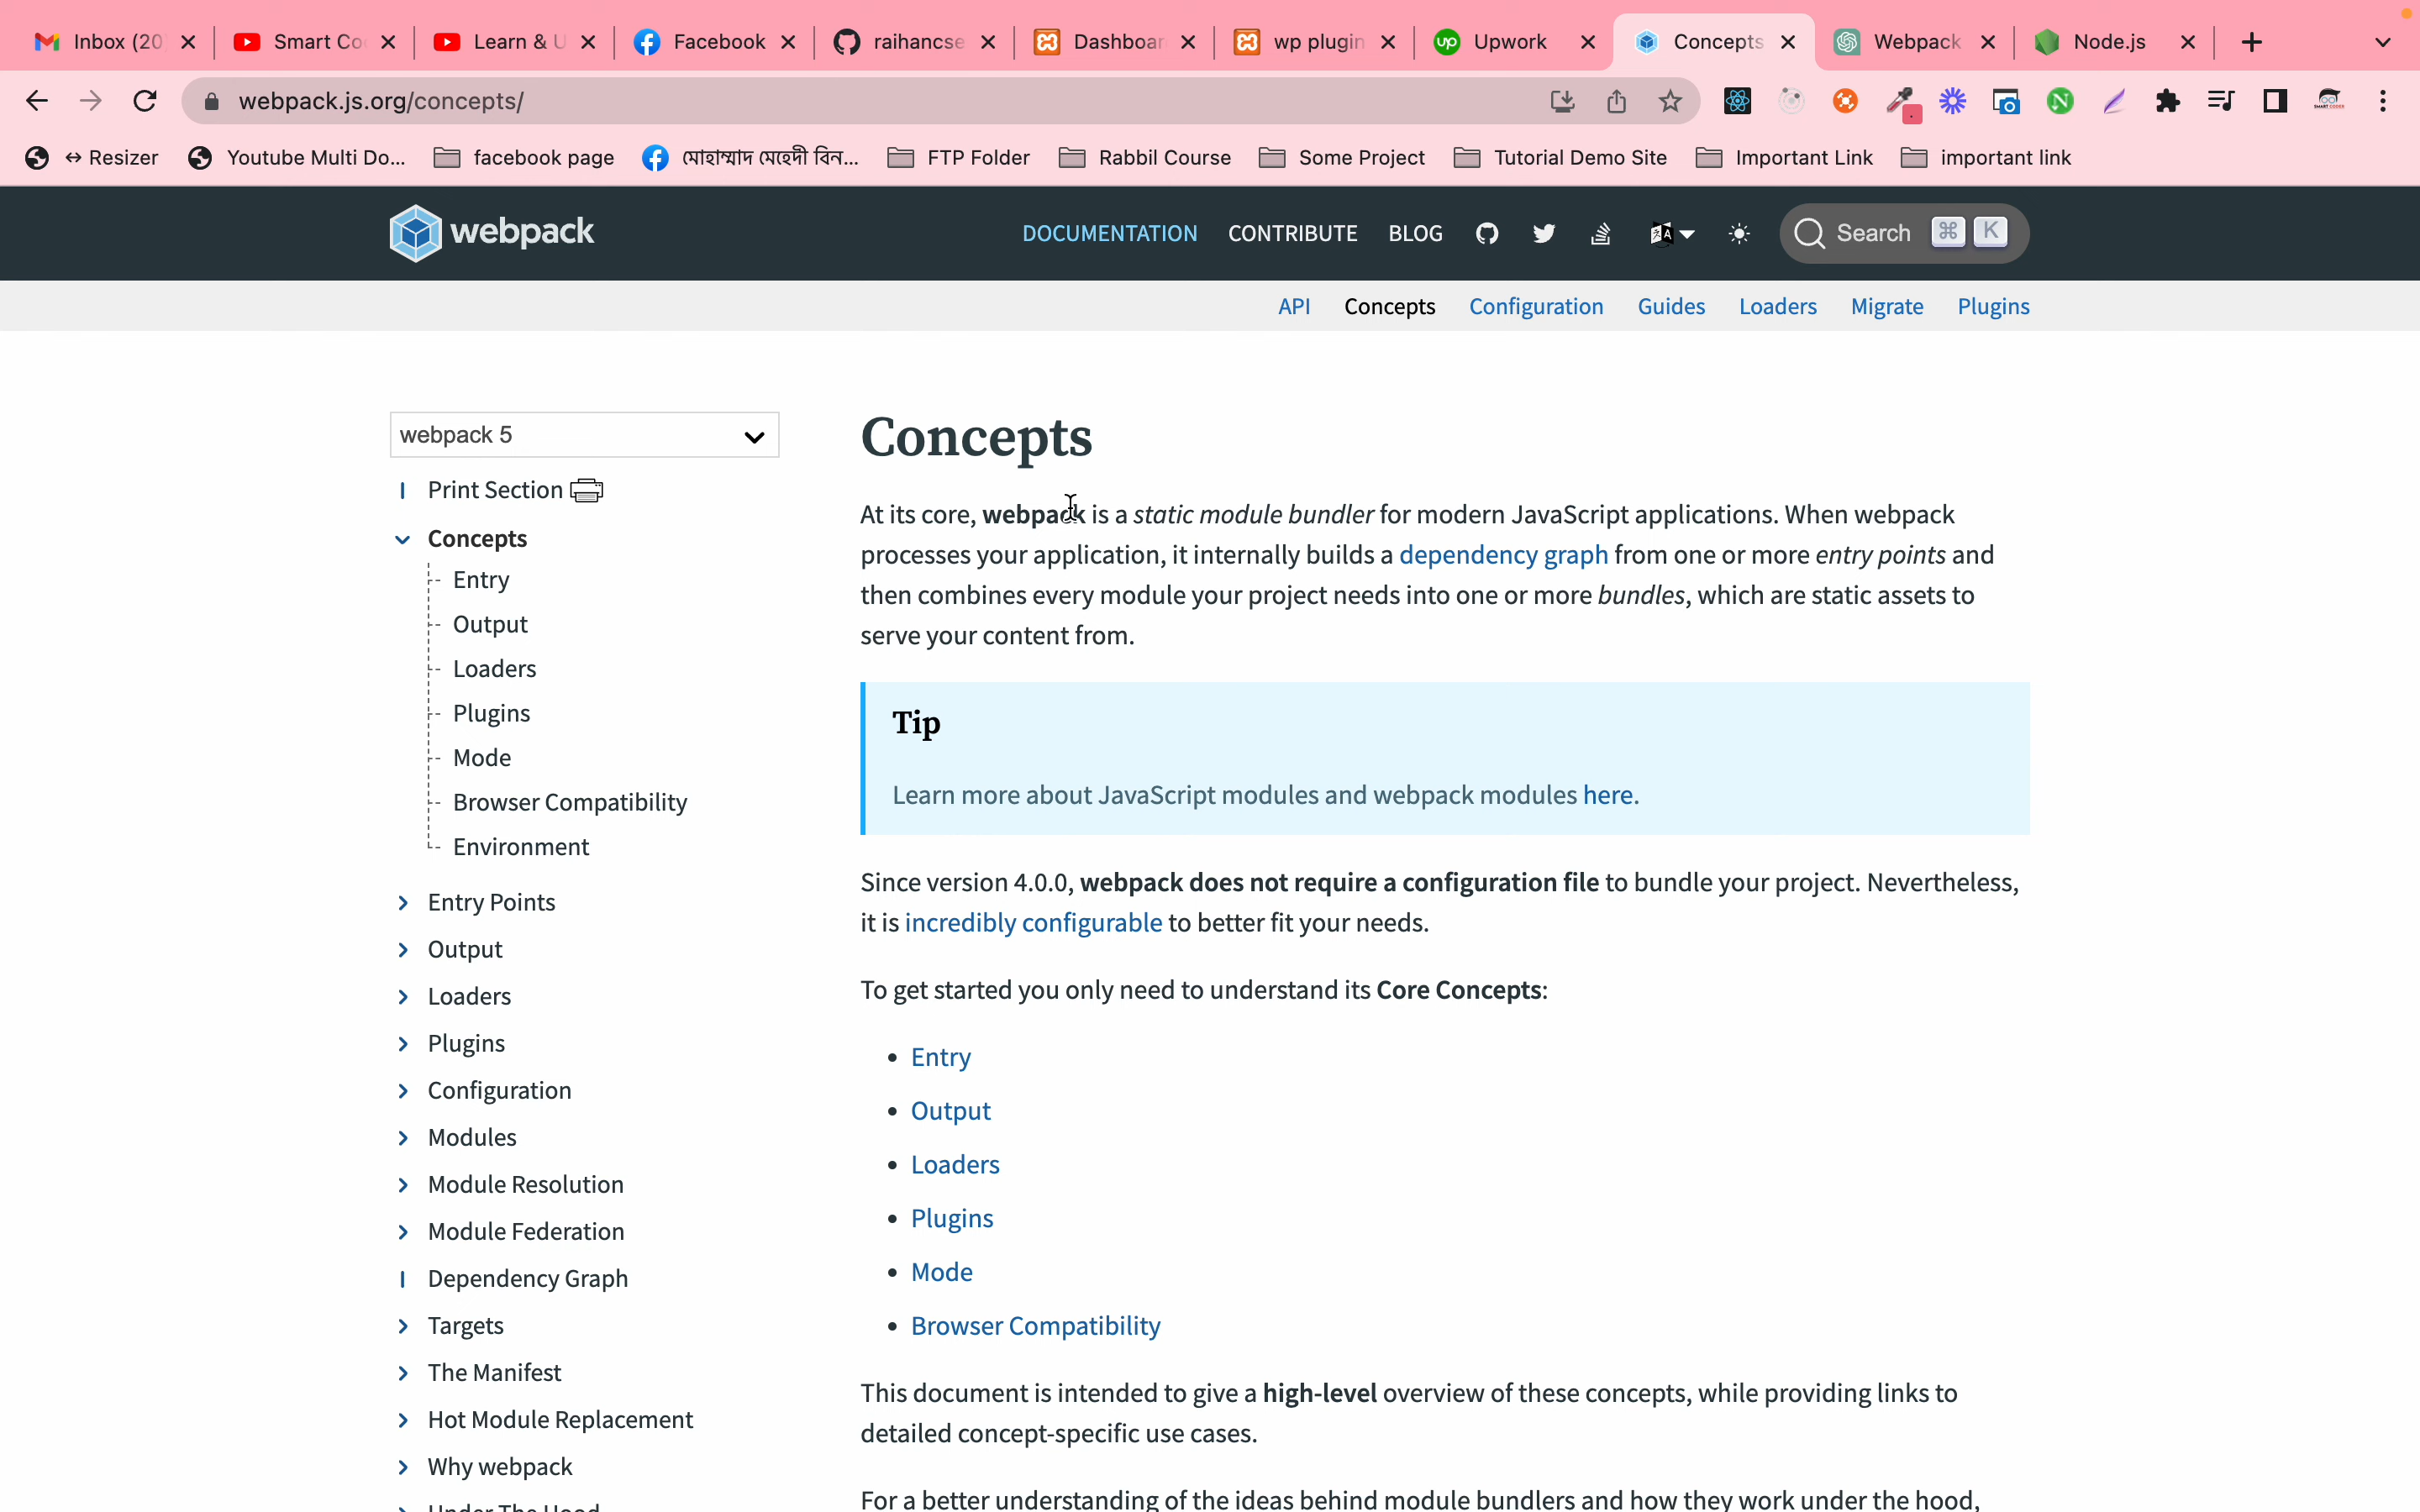 Inbox (20
Smart Co
Learn & U
Facebook
raihancse
Dashboar
wp plugin
Upwork
Concepts
Webpack
Node.js
webpack.js.org/concepts/
↔ Resizer
Youtube Multi Do...
facebook page
মোহাম্মাদ মেহেদী বিন...
FTP Folder
Rabbil Course
Some Project
Tutorial Demo Site
Important Link
important link
webpack
DOCUMENTATION
CONTRIBUTE
BLOG
Search ⌘ K
API
Concepts
Configuration
Guides
Loaders
Migrate
Plugins
webpack 5
Print Section
Concepts
Entry
Output
Loaders
Plugins
Mode
Browser Compatibility
Environment
Entry Points
Output
Loaders
Plugins
Configuration
Modules
Module Resolution
Module Federation
Dependency Graph
Targets
The Manifest
Hot Module Replacement
Why webpack
Under The Hood
Concepts
At its core, webpack is a static module bundler for modern JavaScript applications. When webpack
processes your application, it internally builds a dependency graph from one or more entry points and
then combines every module your project needs into one or more bundles, which are static assets to
serve your content from.
Tip
Learn more about JavaScript modules and webpack modules here.
Since version 4.0.0, webpack does not require a configuration file to bundle your project. Nevertheless,
it is incredibly configurable to better fit your needs.
To get started you only need to understand its Core Concepts:
• Entry
• Output
• Loaders
• Plugins
• Mode
• Browser Compatibility
This document is intended to give a high-level overview of these concepts, while providing links to
detailed concept-specific use cases.
For a better understanding of the ideas behind module bundlers and how they work under the hood,